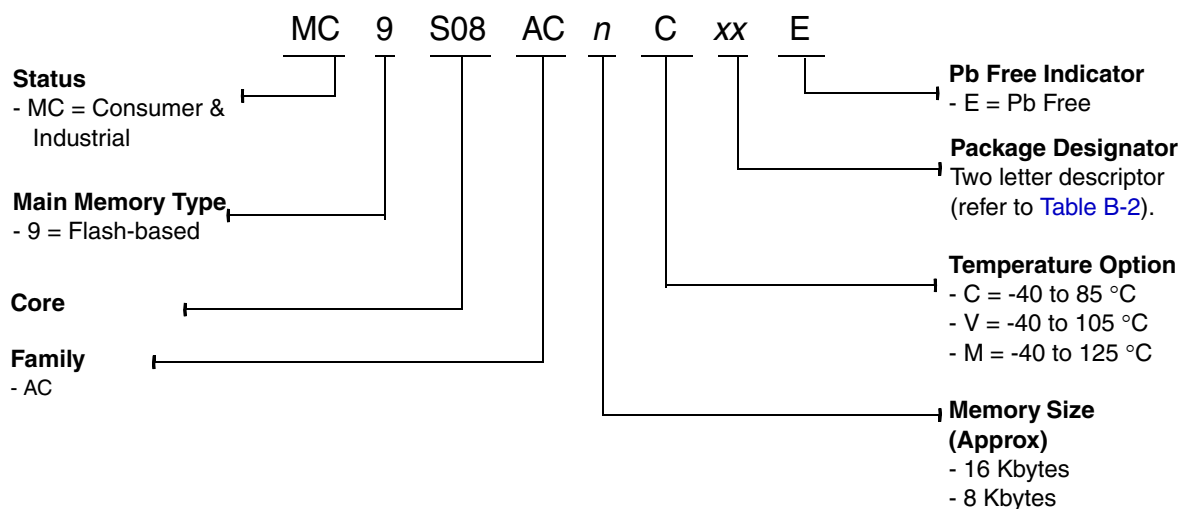 MC 9 S08 AC n C xx E
Status
- MC = Consumer &
Industrial
Main Memory Type
- 9 = Flash-based
Core
Family
- AC
Pb Free Indicator
- E = Pb Free
Package Designator
Two letter descriptor
(refer to Table B-2).
Temperature Option
- C = -40 to 85 °C
- V = -40 to 105 °C
- M = -40 to 125 °C
Memory Size
(Approx)
- 16 Kbytes
- 8 Kbytes